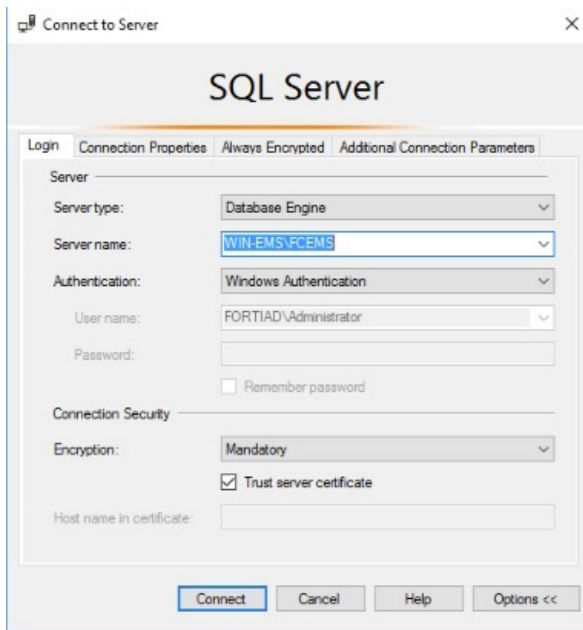 Connect to Server
SQL Server
Login Connection Properties Always Encrypted Additional Connection Parameters
Server
Server type: Database Engine
Server name: WIN-EMS\FCEMS
Authentication: Windows Authentication
User name: FORTIAD\Administrator
Password:
Remember password
Connection Security
Encryption: Mandatory
Trust server certificate
Host name in certificate:
Connect Cancel Help Options <<